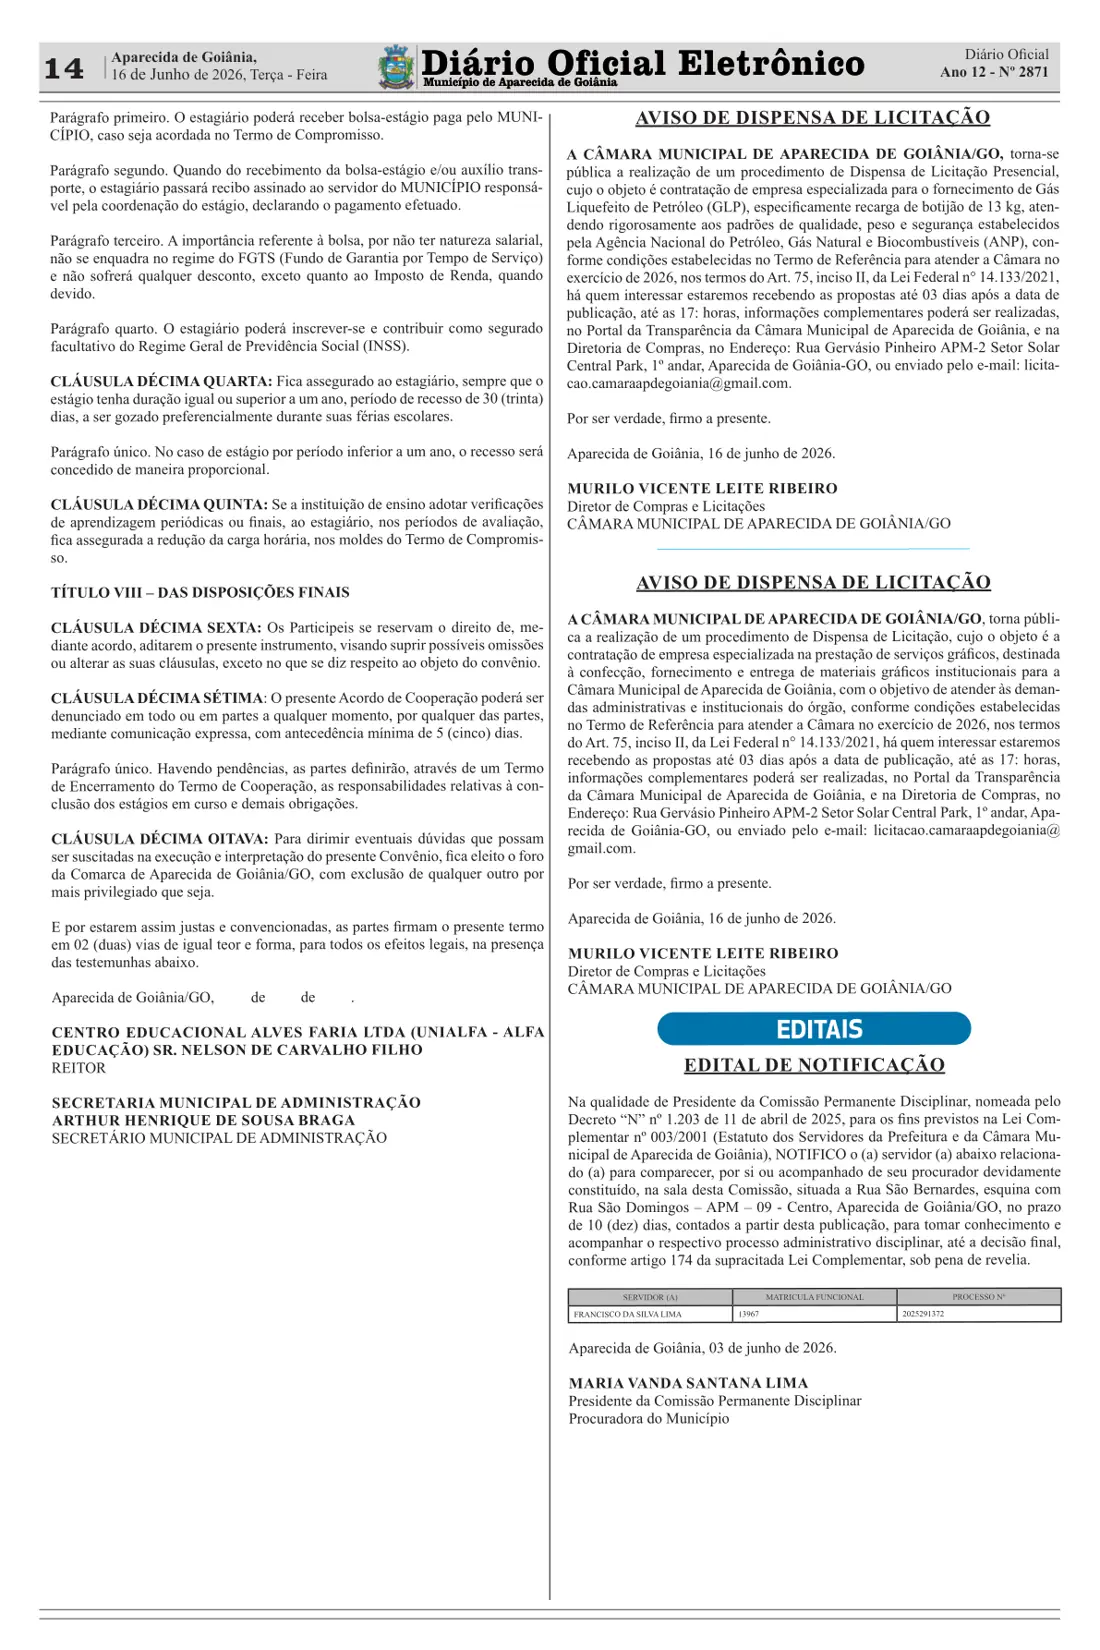 14
Aparecida de Goiânia,
16 de Junho de 2026, Terça - Feira
Diário Oficial Eletrônico
Município de Aparecida de Goiânia
Diário Oficial
Ano 12 - Nº 2871
Parágrafo primeiro. O estagiário poderá receber bolsa-estágio paga pelo MUNI-
CÍPIO, caso seja acordada no Termo de Compromisso.
Parágrafo segundo. Quando do recebimento da bolsa-estágio e/ou auxílio trans-
porte, o estagiário passará recibo assinado ao servidor do MUNICÍPIO responsá-
vel pela coordenação do estágio, declarando o pagamento efetuado.
Parágrafo terceiro. A importância referente à bolsa, por não ter natureza salarial,
não se enquadra no regime do FGTS (Fundo de Garantia por Tempo de Serviço)
e não sofrerá qualquer desconto, exceto quanto ao Imposto de Renda, quando
devido.
Parágrafo quarto. O estagiário poderá inscrever-se e contribuir como segurado
facultativo do Regime Geral de Previdência Social (INSS).
CLÁUSULA DÉCIMA QUARTA: Fica assegurado ao estagiário, sempre que o
estágio tenha duração igual ou superior a um ano, período de recesso de 30 (trinta)
dias, a ser gozado preferencialmente durante suas férias escolares.
Parágrafo único. No caso de estágio por período inferior a um ano, o recesso será
concedido de maneira proporcional.
CLÁUSULA DÉCIMA QUINTA: Se a instituição de ensino adotar verificações
de aprendizagem periódicas ou finais, ao estagiário, nos períodos de avaliação,
fica assegurada a redução da carga horária, nos moldes do Termo de Compromis-
so.
TÍTULO VIII – DAS DISPOSIÇÕES FINAIS
CLÁUSULA DÉCIMA SEXTA: Os Participeis se reservam o direito de, me-
diante acordo, aditarem o presente instrumento, visando suprir possíveis omissões
ou alterar as suas cláusulas, exceto no que se diz respeito ao objeto do convênio.
CLÁUSULA DÉCIMA SÉTIMA: O presente Acordo de Cooperação poderá ser
denunciado em todo ou em partes a qualquer momento, por qualquer das partes,
mediante comunicação expressa, com antecedência mínima de 5 (cinco) dias.
Parágrafo único. Havendo pendências, as partes definirão, através de um Termo
de Encerramento do Termo de Cooperação, as responsabilidades relativas à con-
clusão dos estágios em curso e demais obrigações.
CLÁUSULA DÉCIMA OITAVA: Para dirimir eventuais dúvidas que possam
ser suscitadas na execução e interpretação do presente Convênio, fica eleito o foro
da Comarca de Aparecida de Goiânia/GO, com exclusão de qualquer outro por
mais privilegiado que seja.
E por estarem assim justas e convencionadas, as partes firmam o presente termo
em 02 (duas) vias de igual teor e forma, para todos os efeitos legais, na presença
das testemunhas abaixo.
Aparecida de Goiânia/GO, de de .
CENTRO EDUCACIONAL ALVES FARIA LTDA (UNIALFA - ALFA
EDUCAÇÃO) SR. NELSON DE CARVALHO FILHO
REITOR
SECRETARIA MUNICIPAL DE ADMINISTRAÇÃO
ARTHUR HENRIQUE DE SOUSA BRAGA
SECRETÁRIO MUNICIPAL DE ADMINISTRAÇÃO
AVISO DE DISPENSA DE LICITAÇÃO
A CÂMARA MUNICIPAL DE APARECIDA DE GOIÂNIA/GO, torna-se
pública a realização de um procedimento de Dispensa de Licitação Presencial,
cujo o objeto é contratação de empresa especializada para o fornecimento de Gás
Liquefeito de Petróleo (GLP), especificamente recarga de botijão de 13 kg, aten-
dendo rigorosamente aos padrões de qualidade, peso e segurança estabelecidos
pela Agência Nacional do Petróleo, Gás Natural e Biocombustíveis (ANP), con-
forme condições estabelecidas no Termo de Referência para atender a Câmara no
exercício de 2026, nos termos do Art. 75, inciso II, da Lei Federal n° 14.133/2021,
há quem interessar estaremos recebendo as propostas até 03 dias após a data de
publicação, até as 17: horas, informações complementares poderá ser realizadas,
no Portal da Transparência da Câmara Municipal de Aparecida de Goiânia, e na
Diretoria de Compras, no Endereço: Rua Gervásio Pinheiro APM-2 Setor Solar
Central Park, 1º andar, Aparecida de Goiânia-GO, ou enviado pelo e-mail: licita-
cao.camaraapdegoiania@gmail.com.
Por ser verdade, firmo a presente.
Aparecida de Goiânia, 16 de junho de 2026.
MURILO VICENTE LEITE RIBEIRO
Diretor de Compras e Licitações
CÂMARA MUNICIPAL DE APARECIDA DE GOIÂNIA/GO
AVISO DE DISPENSA DE LICITAÇÃO
A CÂMARA MUNICIPAL DE APARECIDA DE GOIÂNIA/GO, torna públi-
ca a realização de um procedimento de Dispensa de Licitação, cujo o objeto é a
contratação de empresa especializada na prestação de serviços gráficos, destinada
à confecção, fornecimento e entrega de materiais gráficos institucionais para a
Câmara Municipal de Aparecida de Goiânia, com o objetivo de atender às deman-
das administrativas e institucionais do órgão, conforme condições estabelecidas
no Termo de Referência para atender a Câmara no exercício de 2026, nos termos
do Art. 75, inciso II, da Lei Federal n° 14.133/2021, há quem interessar estaremos
recebendo as propostas até 03 dias após a data de publicação, até as 17: horas,
informações complementares poderá ser realizadas, no Portal da Transparência
da Câmara Municipal de Aparecida de Goiânia, e na Diretoria de Compras, no
Endereço: Rua Gervásio Pinheiro APM-2 Setor Solar Central Park, 1º andar, Apa-
recida de Goiânia-GO, ou enviado pelo e-mail: licitacao.camaraapdegoiania@
gmail.com.
Por ser verdade, firmo a presente.
Aparecida de Goiânia, 16 de junho de 2026.
MURILO VICENTE LEITE RIBEIRO
Diretor de Compras e Licitações
CÂMARA MUNICIPAL DE APARECIDA DE GOIÂNIA/GO
EDITAIS
EDITAL DE NOTIFICAÇÃO
Na qualidade de Presidente da Comissão Permanente Disciplinar, nomeada pelo
Decreto “N” nº 1.203 de 11 de abril de 2025, para os fins previstos na Lei Com-
plementar nº 003/2001 (Estatuto dos Servidores da Prefeitura e da Câmara Mu-
nicipal de Aparecida de Goiânia), NOTIFICO o (a) servidor (a) abaixo relaciona-
do (a) para comparecer, por si ou acompanhado de seu procurador devidamente
constituído, na sala desta Comissão, situada a Rua São Bernardes, esquina com
Rua São Domingos – APM – 09 - Centro, Aparecida de Goiânia/GO, no prazo
de 10 (dez) dias, contados a partir desta publicação, para tomar conhecimento e
acompanhar o respectivo processo administrativo disciplinar, até a decisão final,
conforme artigo 174 da supracitada Lei Complementar, sob pena de revelia.
SERVIDOR (A) MATRICULA FUNCIONAL PROCESSO Nº
FRANCISCO DA SILVA LIMA 13967 2025291372
Aparecida de Goiânia, 03 de junho de 2026.
MARIA VANDA SANTANA LIMA
Presidente da Comissão Permanente Disciplinar
Procuradora do Município